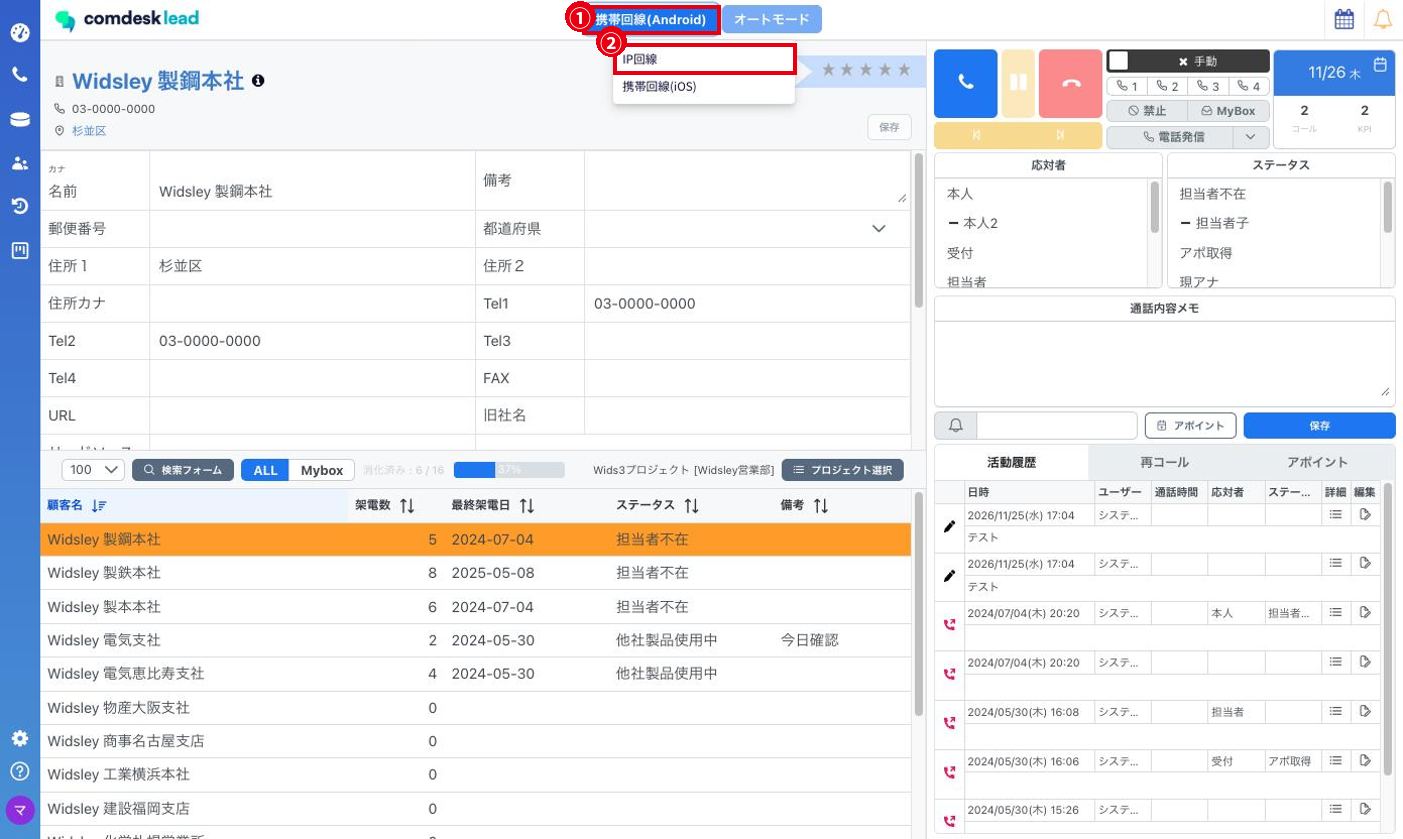 comdesk lead
① 携帯回線(Android)
オートモード
② IP回線
携帯回線(iOS)
Widsley 製鋼本社
03-0000-0000
杉並区
保存
カナ
名前
Widsley 製鋼本社
備考
郵便番号
都道府県
住所1
杉並区
住所2
住所カナ
Tel1
03-0000-0000
Tel2
03-0000-0000
Tel3
Tel4
FAX
URL
旧社名
100
検索フォーム
ALL
Mybox
消化済み : 6 / 16
37%
Wids3プロジェクト [Widsley営業部]
プロジェクト選択
顧客名 架電数 最終架電日 ステータス 備考
Widsley 製鋼本社 5 2024-07-04 担当者不在
Widsley 製鉄本社 8 2025-05-08 担当者不在
Widsley 製本本社 6 2024-07-04 担当者不在
Widsley 電気支社 2 2024-05-30 他社製品使用中 今日確認
Widsley 電気恵比寿支社 4 2024-05-30 他社製品使用中
Widsley 物産大阪支社 0
Widsley 商事名古屋支店 0
Widsley 工業横浜本社 0
Widsley 建設福岡支店 0
マ
手動
1 2 3 4
禁止
MyBox
電話発信
11/26 木
2 2
コール KPI
応対者
本人
ー 本人2
受付
担当者
ステータス
担当者不在
ー 担当者子
アポ取得
現アナ
通話内容メモ
アポイント
保存
活動履歴 再コール アポイント
日時 ユーザー 通話時間 応対者 ステー... 詳細 編集
2026/11/25(水) 17:04 システ...
テスト
2026/11/25(水) 17:04 システ...
テスト
2024/07/04(木) 20:20 システ... 本人 担当者...
2024/07/04(木) 20:20 システ...
2024/05/30(木) 16:08 システ... 担当者
2024/05/30(木) 16:06 システ... 受付 アポ取得
2024/05/30(木) 15:26 システ...